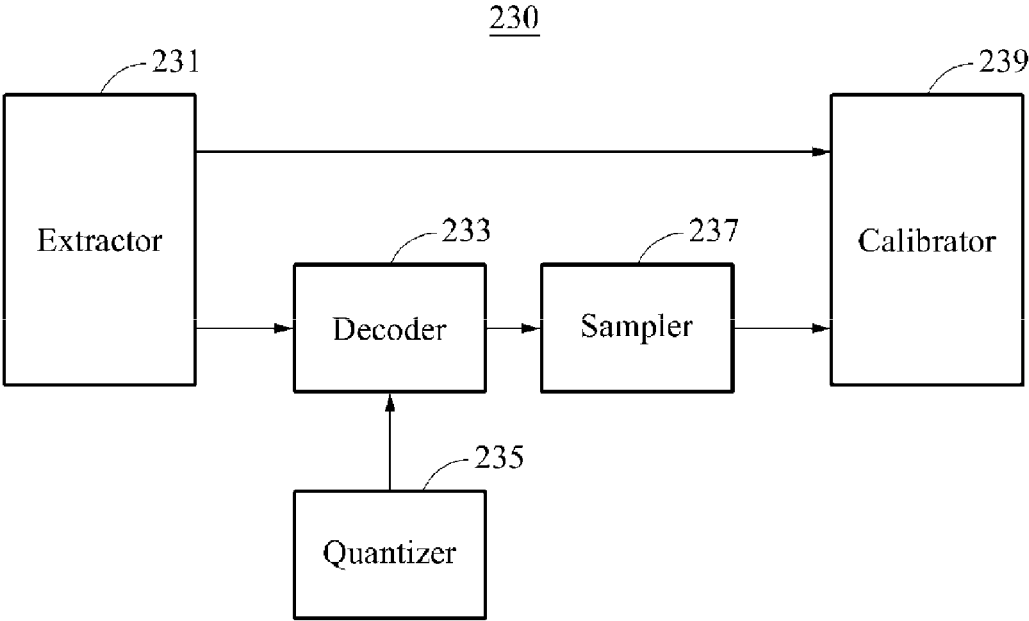 230
231
239
Extractor
Calibrator
233
237
Decoder
Sampler
235
Quantizer